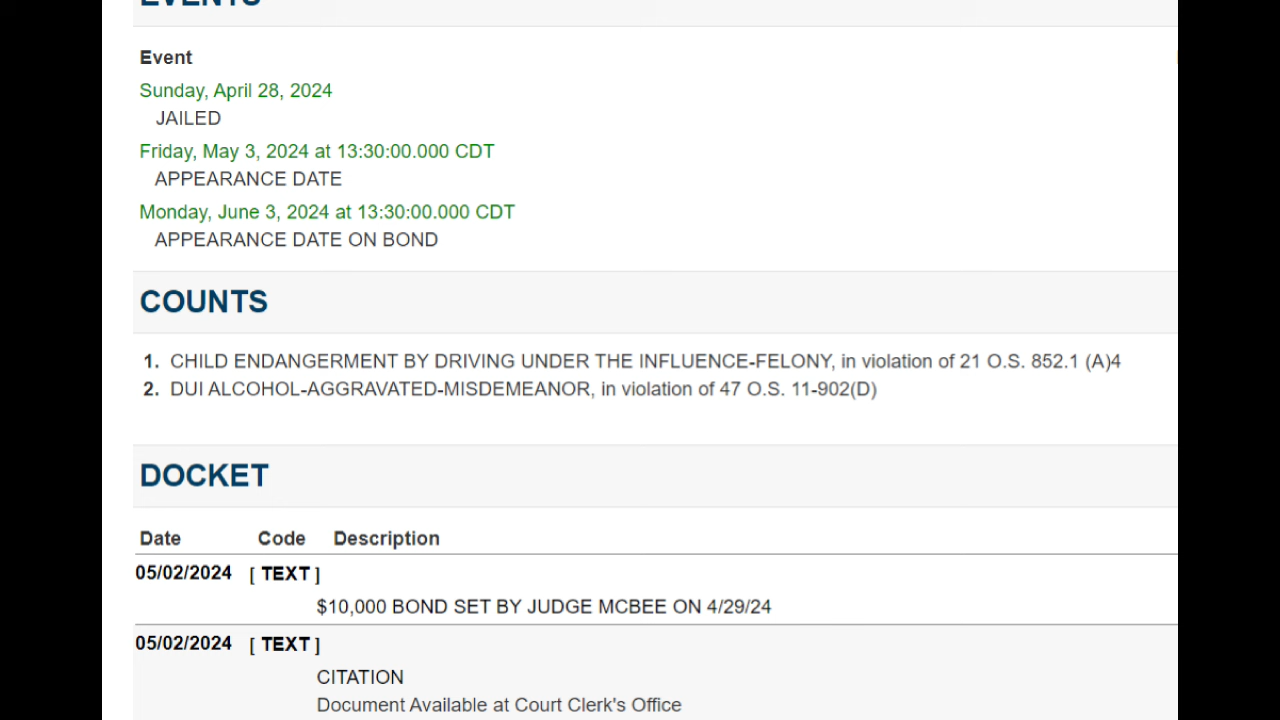 EVENTS
Event
Sunday, April 28, 2024
JAILED
Friday, May 3, 2024 at 13:30:00.000 CDT
APPEARANCE DATE
Monday, June 3, 2024 at 13:30:00.000 CDT
APPEARANCE DATE ON BOND
COUNTS
1. CHILD ENDANGERMENT BY DRIVING UNDER THE INFLUENCE-FELONY, in violation of 21 O.S. 852.1 (A)4
2. DUI ALCOHOL-AGGRAVATED-MISDEMEANOR, in violation of 47 O.S. 11-902(D)
DOCKET
Date Code Description
05/02/2024 [ TEXT ]
$10,000 BOND SET BY JUDGE MCBEE ON 4/29/24
05/02/2024 [ TEXT ]
CITATION
Document Available at Court Clerk's Office